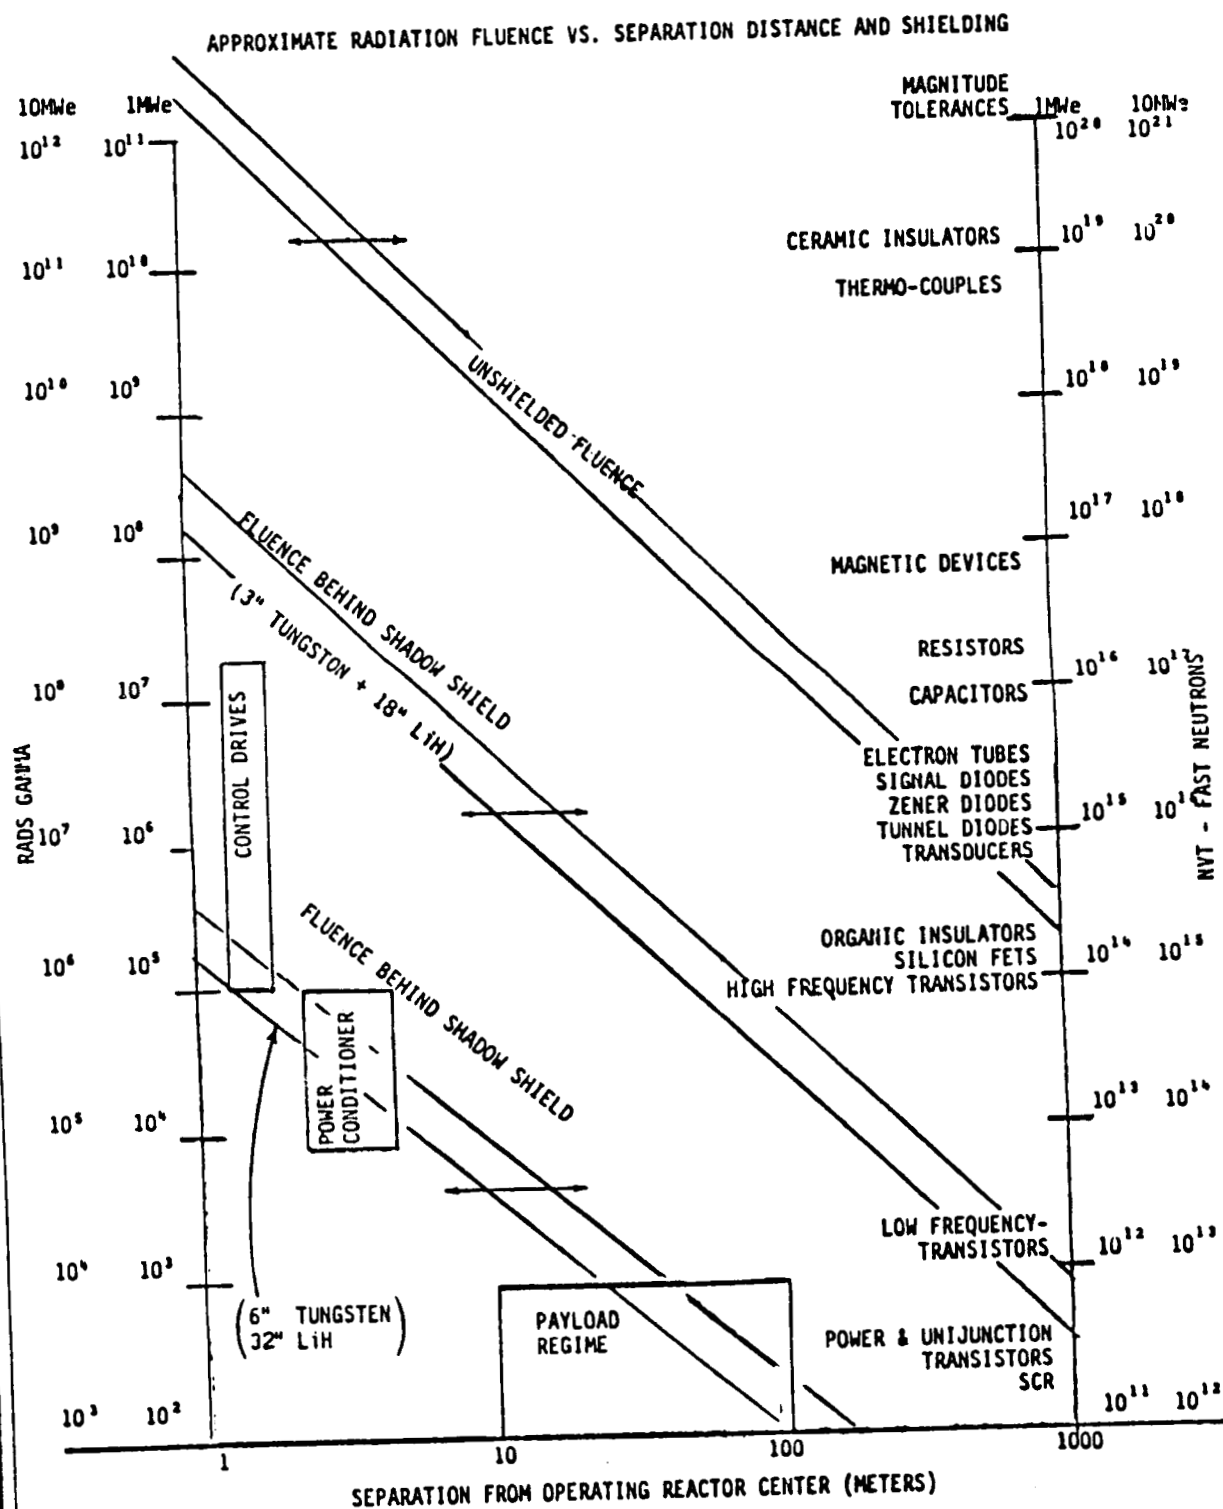 APPROXIMATE RADIATION FLUENCE VS. SEPARATION DISTANCE AND SHIELDING
MAGNITUDE
TOLERANCES
10MWe 1MWe
1MWe 10MWe
10¹² 10¹¹
10²⁰ 10²¹
CERAMIC INSULATORS
10¹⁹ 10²⁰
10¹¹ 10¹⁰
THERMO-COUPLES
10¹⁰ 10⁹
10¹⁸ 10¹⁹
UNSHIELDED FLUENCE
10⁹ 10⁸
10¹⁷ 10¹⁸
FLUENCE BEHIND SHADOW SHIELD
(3" TUNGSTON + 18" LiH)
MAGNETIC DEVICES
RESISTORS
10¹⁶ 10¹⁷
CAPACITORS
10⁸ 10⁷
CONTROL DRIVES
RADS GAMMA
NVT - FAST NEUTRONS
ELECTRON TUBES
SIGNAL DIODES
ZENER DIODES
TUNNEL DIODES
TRANSDUCERS
10⁷ 10⁶
10¹⁵
FLUENCE BEHIND SHADOW SHIELD
ORGANIC INSULATORS
SILICON FETS
HIGH FREQUENCY TRANSISTORS
10⁶ 10⁵
10¹⁴ 10¹⁵
POWER
CONDITIONER
10⁵ 10⁴
10¹³ 10¹⁴
LOW FREQUENCY-
TRANSISTORS
10¹² 10¹³
10⁴ 10³
(6" TUNGSTEN
32" LiH)
PAYLOAD
REGIME
POWER & UNIJUNCTION
TRANSISTORS
SCR
10³ 10²
10¹¹ 10¹²
1 10 100 1000
SEPARATION FROM OPERATING REACTOR CENTER (METERS)